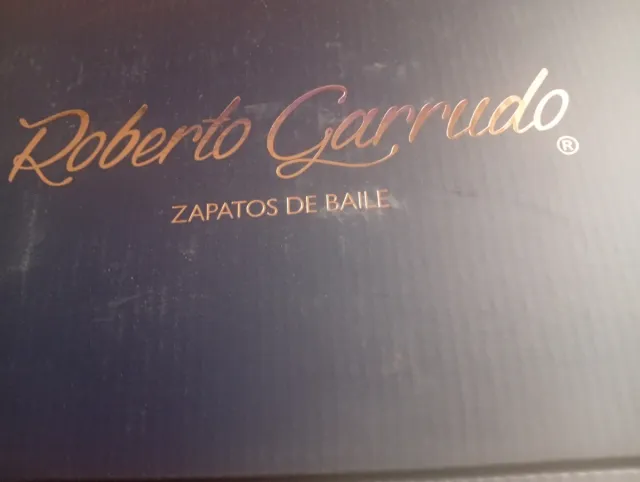 Roberto Garrudo®
ZAPATOS DE BAILE